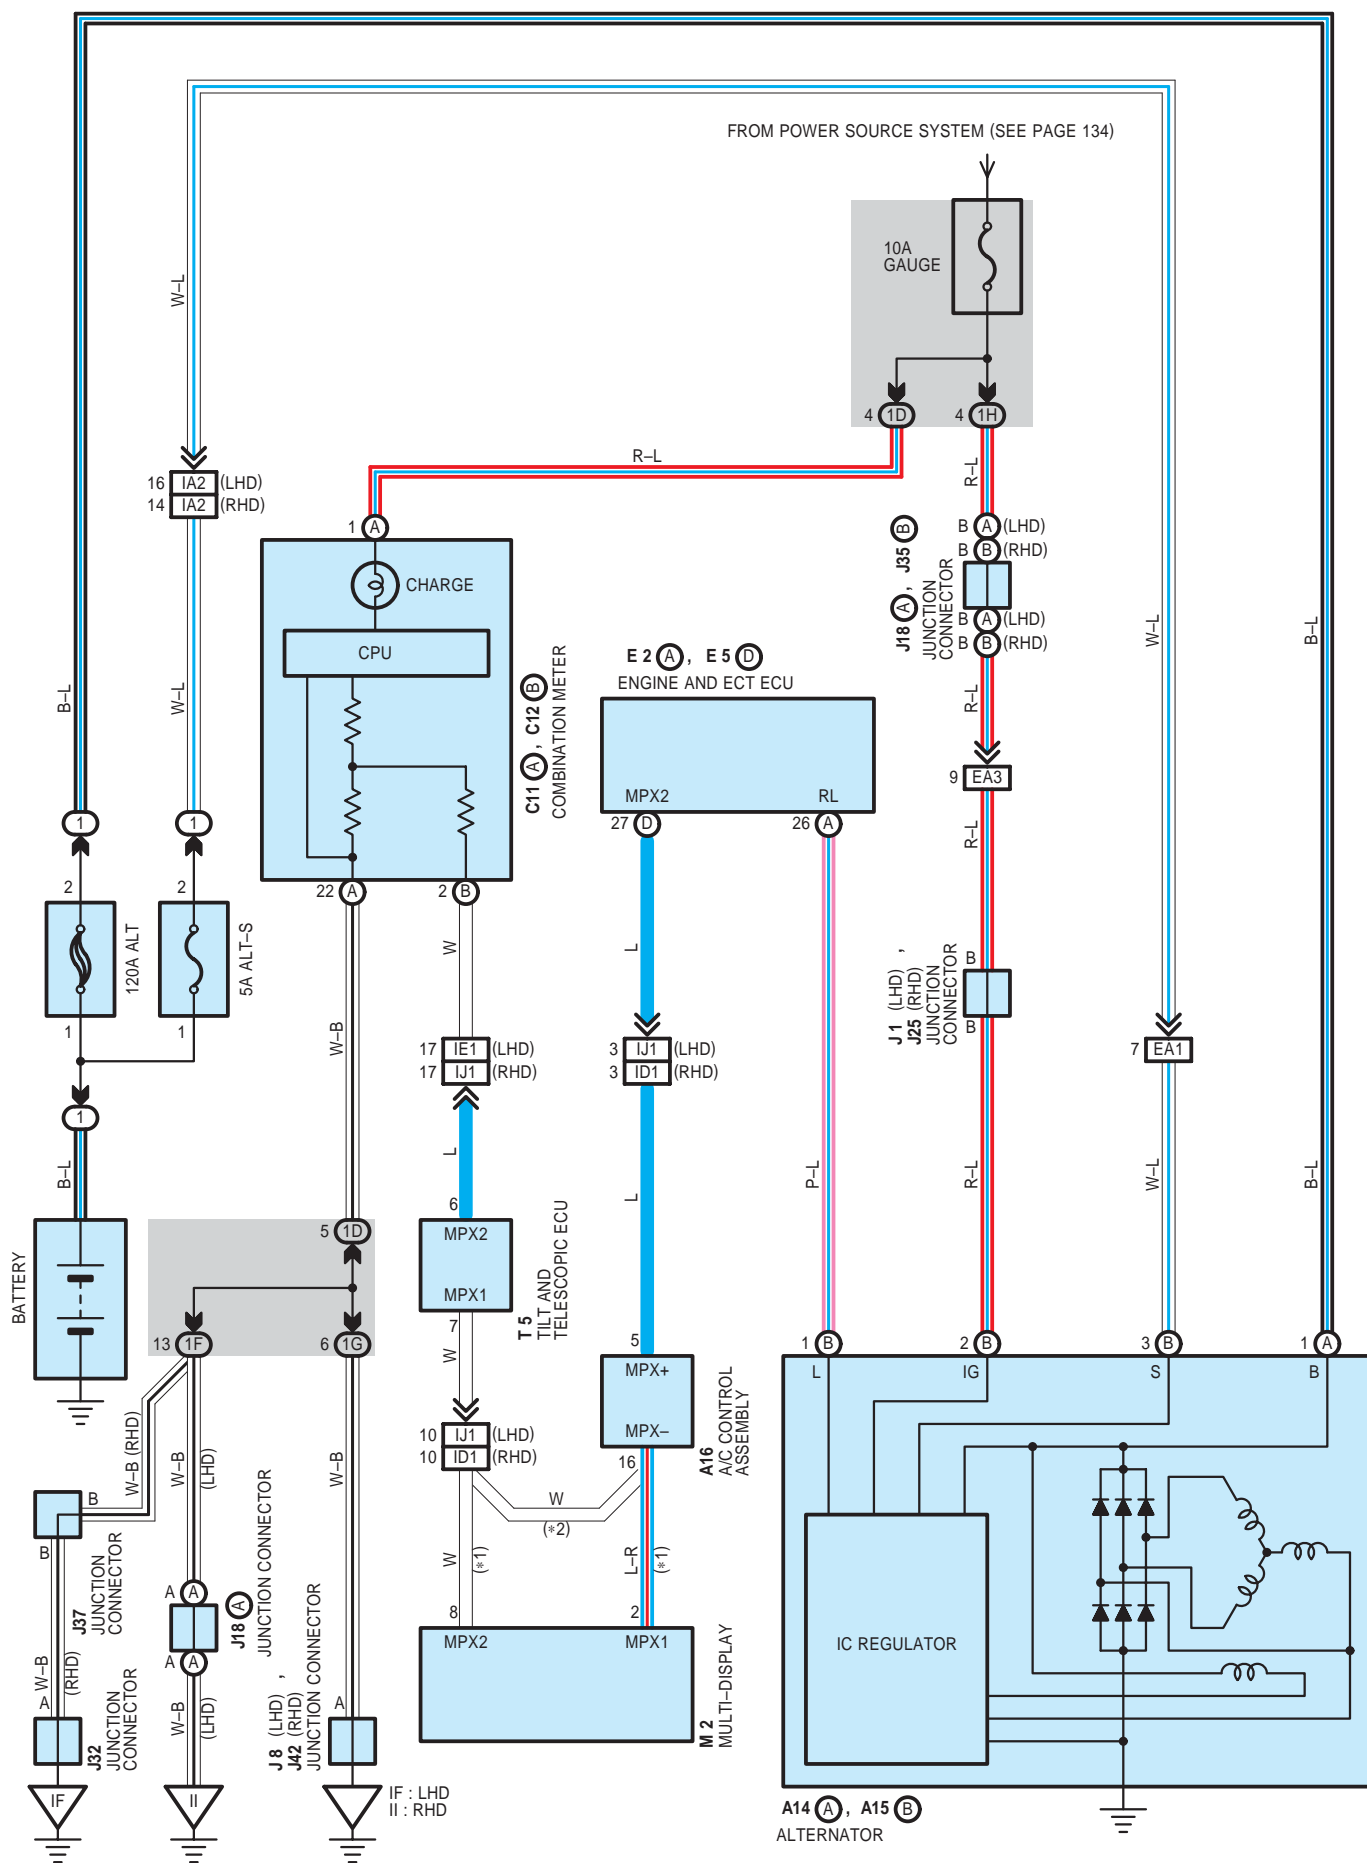 FROM POWER SOURCE SYSTEM (SEE PAGE 134)
10A
GAUGE
4 1D
4 1H
W–L
R–L
R–L
16 IA2 (LHD)
14 IA2 (RHD)
1 A
B A (LHD)
B B (RHD)
J18 A , J35 B
JUNCTION
CONNECTOR
B A (LHD)
B B (RHD)
CHARGE
CPU
C11 A , C12 B
COMBINATION METER
E 2 A , E 5 D
ENGINE AND ECT ECU
MPX2
RL
27 D
26 A
B–L
W–L
R–L
W–L
B–L
9 EA3
R–L
1
1
2
2
120A ALT
5A ALT–S
1
1
22 A
2 B
W
L
W–B
B
J 1 (LHD) ,
J25 (RHD)
JUNCTION
CONNECTOR
B
17 IE1 (LHD)
17 IJ1 (RHD)
3 IJ1 (LHD)
3 ID1 (RHD)
7 EA1
1
B–L
L
L
P–L
R–L
W–L
B–L
BATTERY
5 1D
13 1F
6 1G
6
MPX2
MPX1
7
T 5
TILT AND
TELESCOPIC ECU
W
5
MPX+
MPX–
16
A16
A/C CONTROL
ASSEMBLY
1 B
2 B
3 B
1 A
L
IG
S
B
W–B (RHD)
W–B
(LHD)
W–B
10 IJ1 (LHD)
10 ID1 (RHD)
W
(*2)
W
(*1)
L–R
(*1)
B
B
J37
JUNCTION
CONNECTOR
A A
J18 A
JUNCTION CONNECTOR
A A
8
2
MPX2
MPX1
M 2
MULTI–DISPLAY
W–B
(RHD)
A
J32
JUNCTION
CONNECTOR
W–B
(LHD)
J 8 (LHD) ,
J42 (RHD)
JUNCTION CONNECTOR
A
IC REGULATOR
IF
II
IF : LHD
II : RHD
A14 A , A15 B
ALTERNATOR